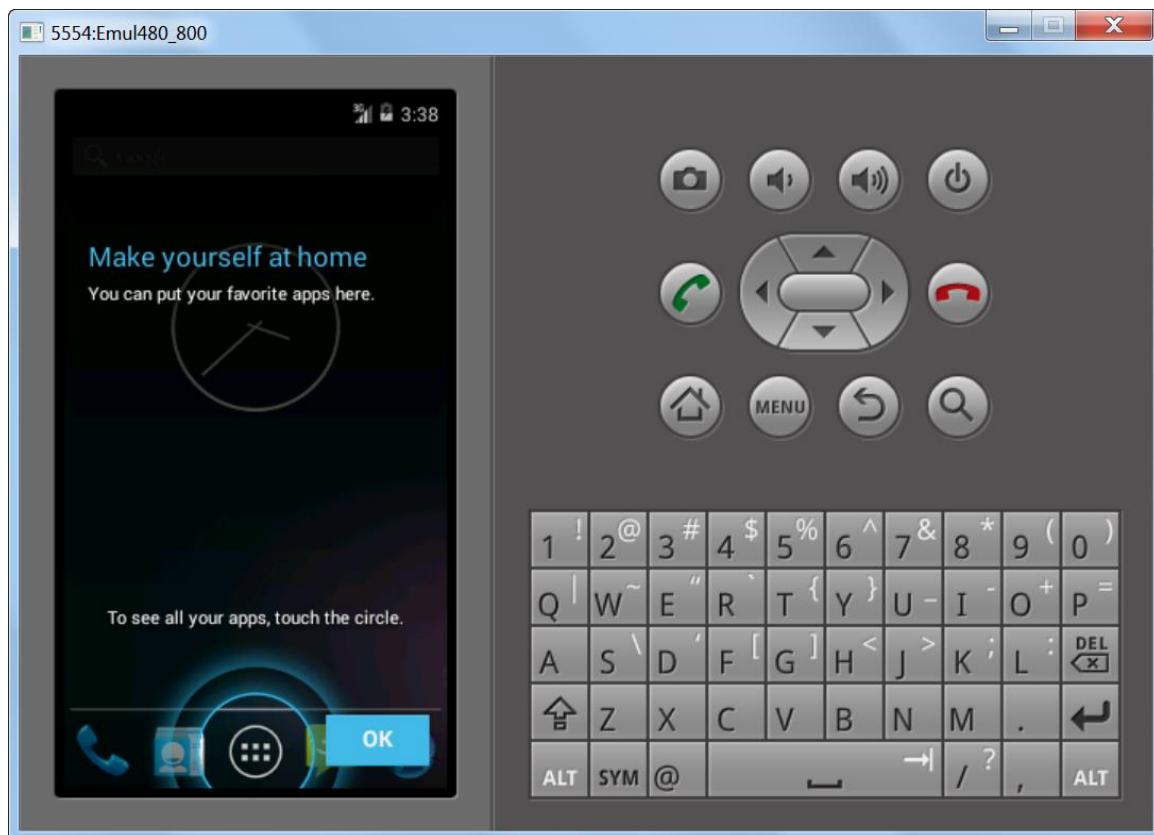 5554:Emul480_800
3G 3:38
Google
Make yourself at home
You can put your favorite apps here.
To see all your apps, touch the circle.
OK
MENU
1 ! 2 @ 3 # 4 $ 5 % 6 ^ 7 & 8 * 9 ( 0 )
Q | W ~ E " R ` T { Y } U _ I - O + P =
A S \ D ' F [ G ] H < J > K ; L : DEL
Z X C V B N M .
ALT SYM @ / ? , ALT